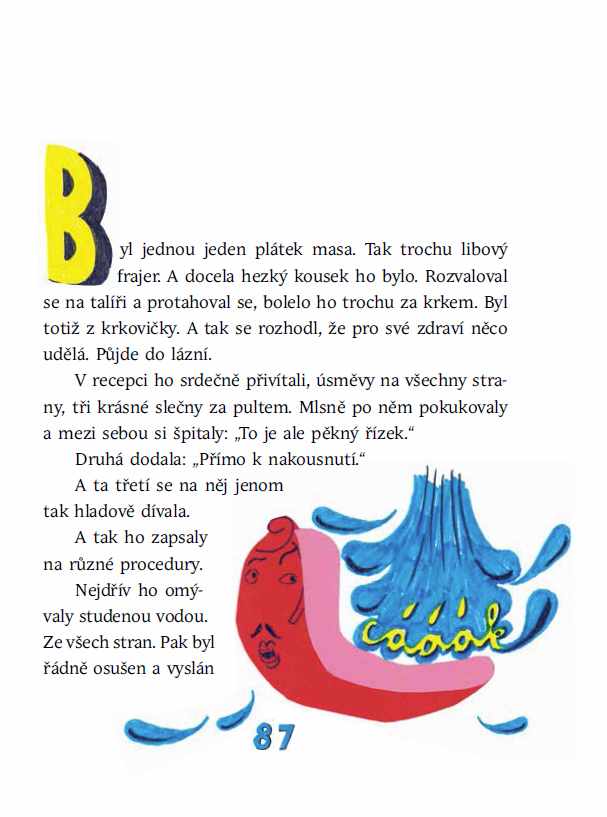 Byl jednou jeden plátek masa. Tak trochu libový
frajer. A docela hezký kousek ho bylo. Rozvaloval
se na talíři a protahoval se, bolelo ho trochu za krkem. Byl
totiž z krkovičky. A tak se rozhodl, že pro své zdraví něco
udělá. Půjde do lázní.
V recepci ho srdečně přivítali, úsměvy na všechny stra-
ny, tři krásné slečny za pultem. Mlsně po něm pokukovaly
a mezi sebou si špitaly: „To je ale pěkný řízek.“
Druhá dodala: „Přímo k nakousnutí.“
A ta třetí se na něj jenom
tak hladově dívala.
A tak ho zapsaly
na různé procedury.
Nejdřív ho omý-
valy studenou vodou.
Ze všech stran. Pak byl
řádně osušen a vyslán
cáááák
87